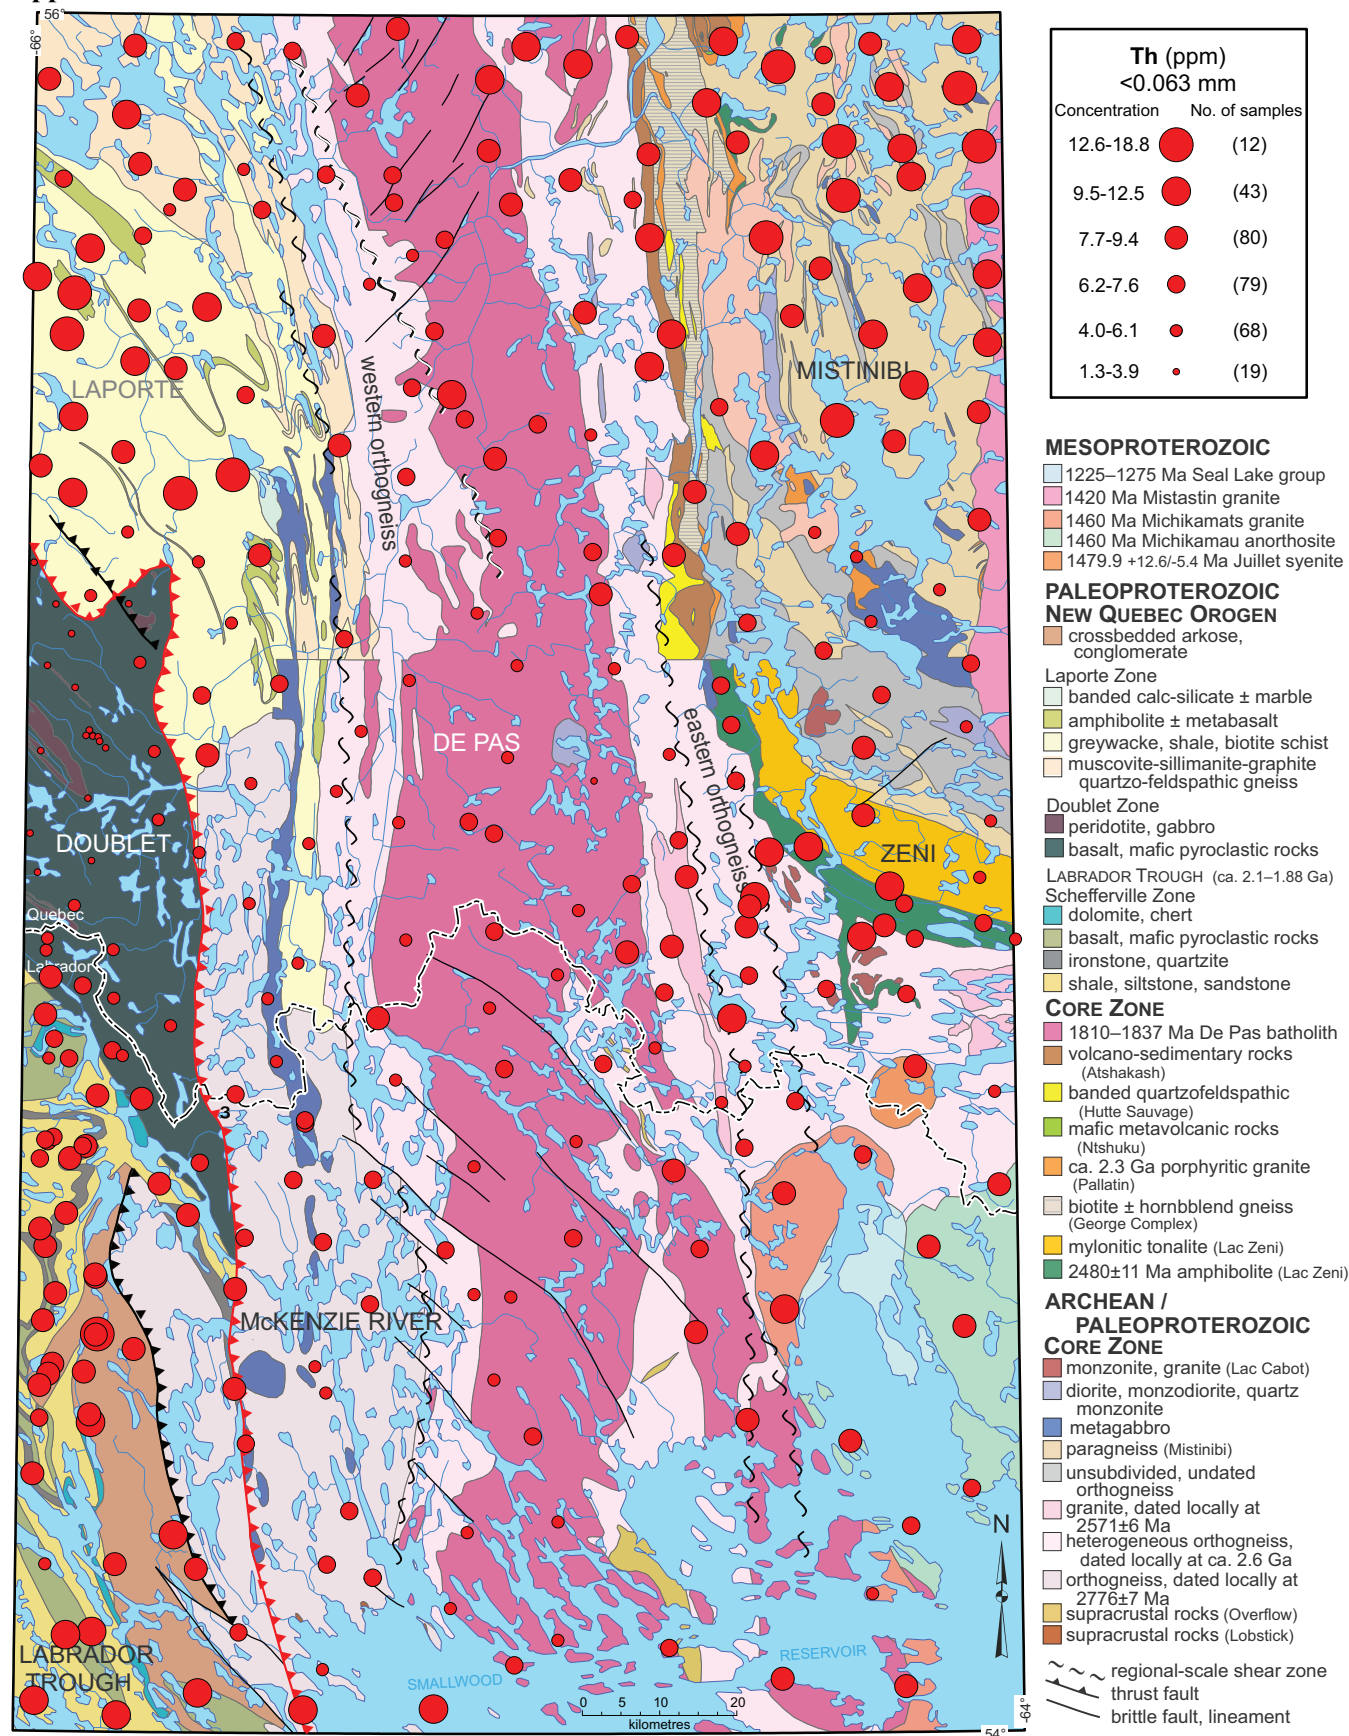 56°
-66°
LAPORTE
western orthogneiss
MISTINIBI
DE PAS
eastern orthogneiss
DOUBLET
ZENI
Quebec
Labrador
3
McKENZIE RIVER
LABRADOR
TROUGH
SMALLWOOD
RESERVOIR
0 5 10 20
kilometres
N
-64°
54°
Th (ppm)
<0.063 mm
Concentration No. of samples
12.6-18.8 (12)
9.5-12.5 (43)
7.7-9.4 (80)
6.2-7.6 (79)
4.0-6.1 (68)
1.3-3.9 (19)
MESOPROTEROZOIC
1225–1275 Ma Seal Lake group
1420 Ma Mistastin granite
1460 Ma Michikamats granite
1460 Ma Michikamau anorthosite
1479.9 +12.6/-5.4 Ma Juillet syenite
PALEOPROTEROZOIC
NEW QUEBEC OROGEN
crossbedded arkose,
conglomerate
Laporte Zone
banded calc-silicate ± marble
amphibolite ± metabasalt
greywacke, shale, biotite schist
muscovite-sillimanite-graphite
quartzo-feldspathic gneiss
Doublet Zone
peridotite, gabbro
basalt, mafic pyroclastic rocks
LABRADOR TROUGH (ca. 2.1–1.88 Ga)
Schefferville Zone
dolomite, chert
basalt, mafic pyroclastic rocks
ironstone, quartzite
shale, siltstone, sandstone
CORE ZONE
1810–1837 Ma De Pas batholith
volcano-sedimentary rocks
(Atshakash)
banded quartzofeldspathic
(Hutte Sauvage)
mafic metavolcanic rocks
(Ntshuku)
ca. 2.3 Ga porphyritic granite
(Pallatin)
biotite ± hornbblend gneiss
(George Complex)
mylonitic tonalite (Lac Zeni)
2480±11 Ma amphibolite (Lac Zeni)
ARCHEAN /
PALEOPROTEROZOIC
CORE ZONE
monzonite, granite (Lac Cabot)
diorite, monzodiorite, quartz
monzonite
metagabbro
paragneiss (Mistinibi)
unsubdivided, undated
orthogneiss
granite, dated locally at
2571±6 Ma
heterogeneous orthogneiss,
dated locally at ca. 2.6 Ga
orthogneiss, dated locally at
2776±7 Ma
supracrustal rocks (Overflow)
supracrustal rocks (Lobstick)
regional-scale shear zone
thrust fault
brittle fault, lineament